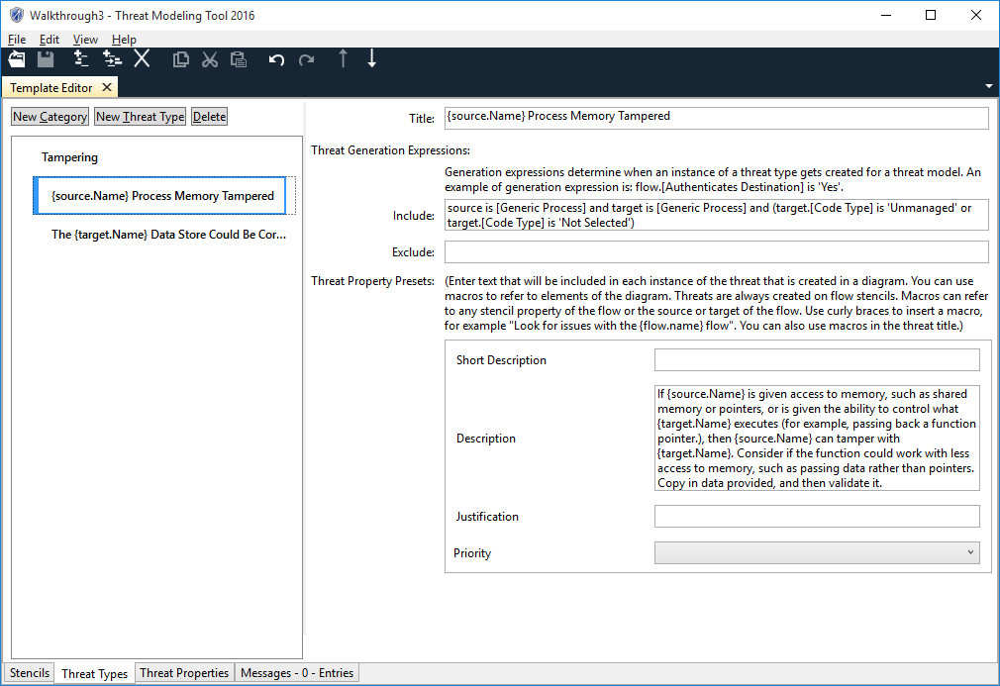 Walkthrough3 - Threat Modeling Tool 2016
File Edit View Help
Template Editor
New Category New Threat Type Delete
Tampering
{source.Name} Process Memory Tampered
The {target.Name} Data Store Could Be Cor...
Title: {source.Name} Process Memory Tampered
Threat Generation Expressions:
Generation expressions determine when an instance of a threat type gets created for a threat model. An
example of generation expression is: flow.[Authenticates Destination] is 'Yes'.
Include: source is [Generic Process] and target is [Generic Process] and (target.[Code Type] is 'Unmanaged' or
target.[Code Type] is 'Not Selected')
Exclude:
Threat Property Presets: (Enter text that will be included in each instance of the threat that is created in a diagram. You can use
macros to refer to elements of the diagram. Threats are always created on flow stencils. Macros can refer
to any stencil property of the flow or the source or target of the flow. Use curly braces to insert a macro,
for example "Look for issues with the {flow.name} flow". You can also use macros in the threat title.)
Short Description
Description
If {source.Name} is given access to memory, such as shared
memory or pointers, or is given the ability to control what
{target.Name} executes (for example, passing back a function
pointer.), then {source.Name} can tamper with
{target.Name}. Consider if the function could work with less
access to memory, such as passing data rather than pointers.
Copy in data provided, and then validate it.
Justification
Priority
Stencils Threat Types Threat Properties Messages - 0 - Entries